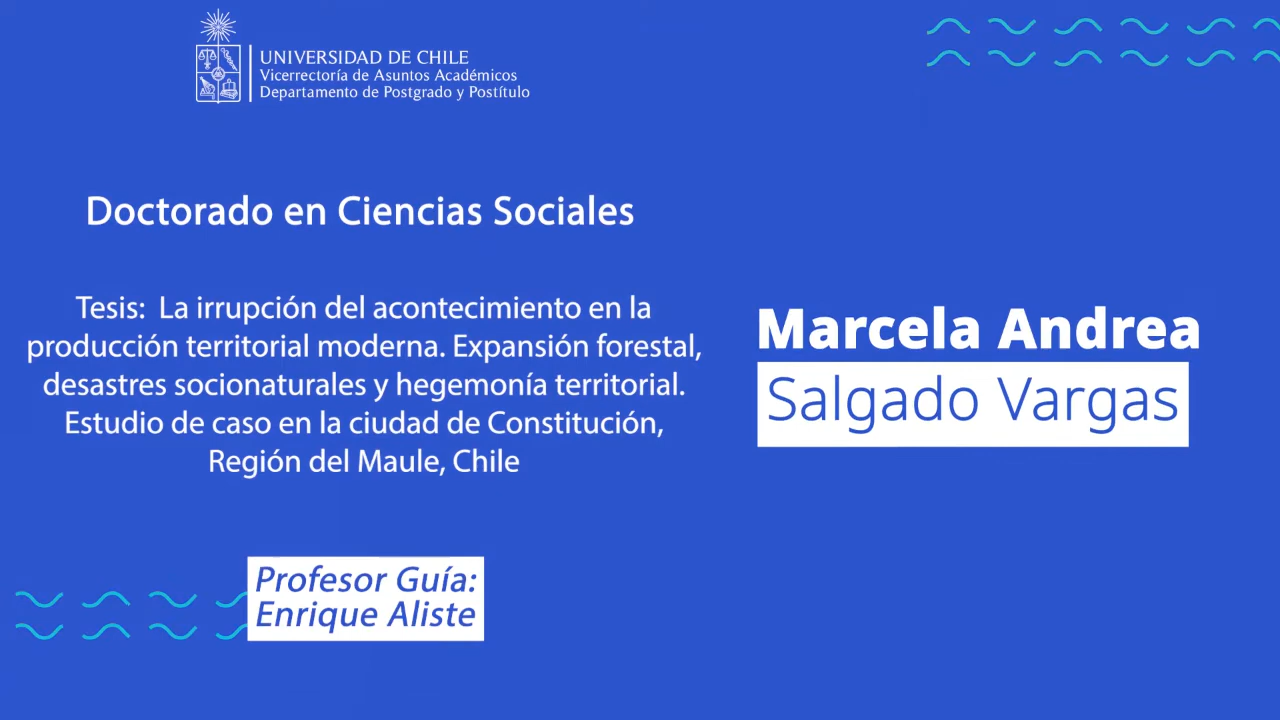 UNIVERSIDAD DE CHILE
Vicerrectoría de Asuntos Académicos
Departamento de Postgrado y Postítulo
Doctorado en Ciencias Sociales
Tesis:  La irrupción del acontecimiento en la
producción territorial moderna. Expansión forestal,
desastres socionaturales y hegemonía territorial.
Estudio de caso en la ciudad de Constitución,
Región del Maule, Chile
Profesor Guía:
Enrique Aliste
Marcela Andrea
Salgado Vargas